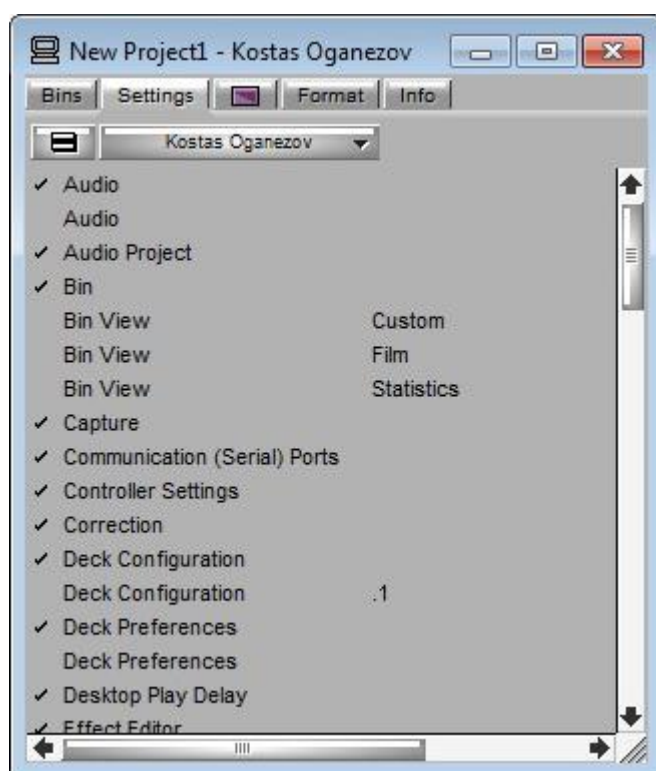 New Project1 - Kostas Oganezov
Bins Settings Format Info
Kostas Oganezov
✓ Audio
Audio
✓ Audio Project
✓ Bin
Bin View Custom
Bin View Film
Bin View Statistics
✓ Capture
✓ Communication (Serial) Ports
✓ Controller Settings
✓ Correction
✓ Deck Configuration
Deck Configuration .1
✓ Deck Preferences
Deck Preferences
✓ Desktop Play Delay
✓ Effect Editor